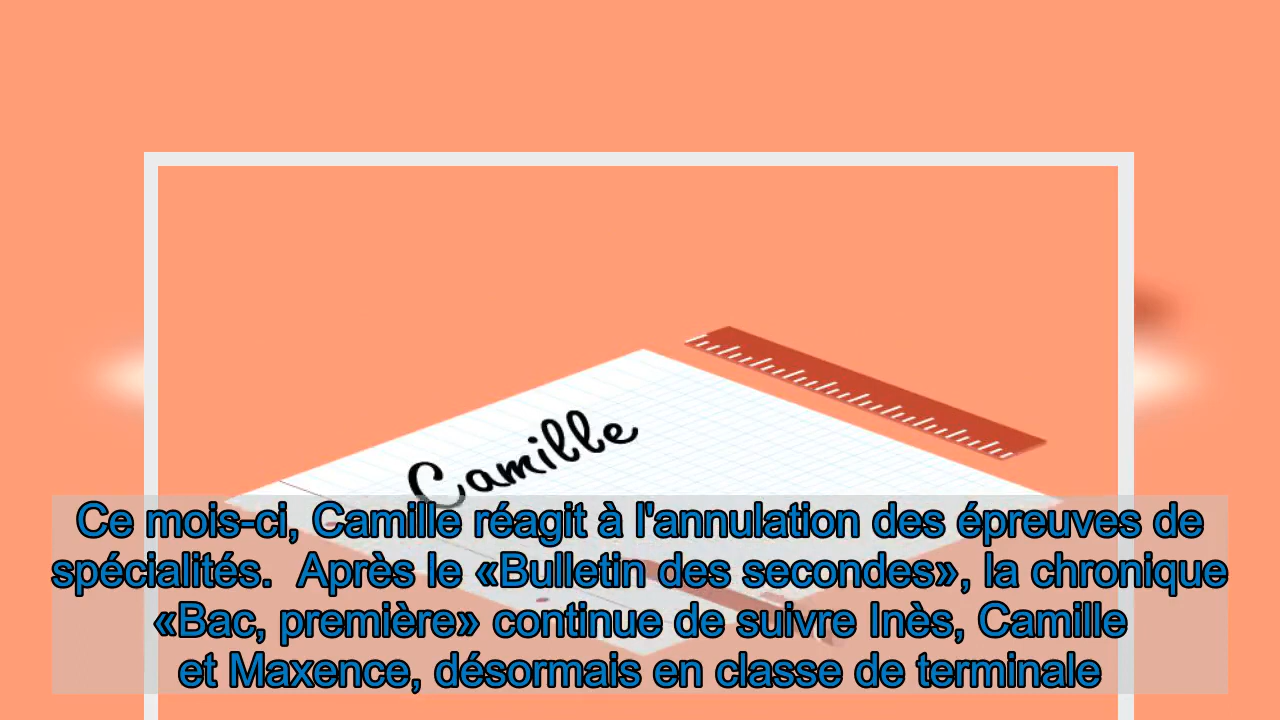 Camille
Ce mois-ci, Camille réagit à l'annulation des épreuves de
spécialités.  Après le «Bulletin des secondes», la chronique
«Bac, première» continue de suivre Inès, Camille
et Maxence, désormais en classe de terminale